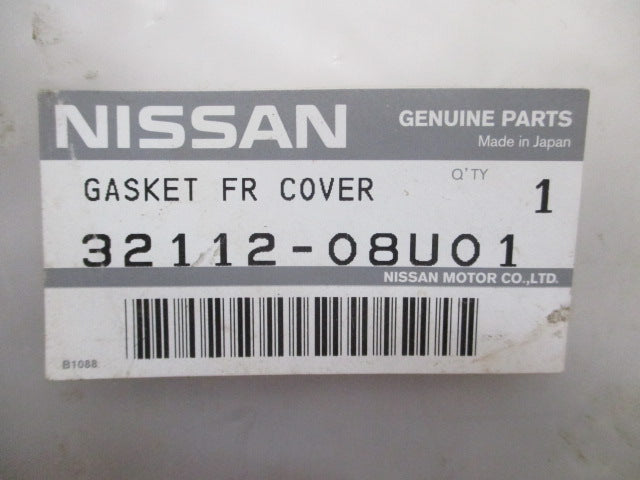 NISSAN
GENUINE PARTS
Made in Japan
GASKET FR COVER
Q'TY 1
32112-08U01
NISSAN MOTOR CO.,LTD.
B1088